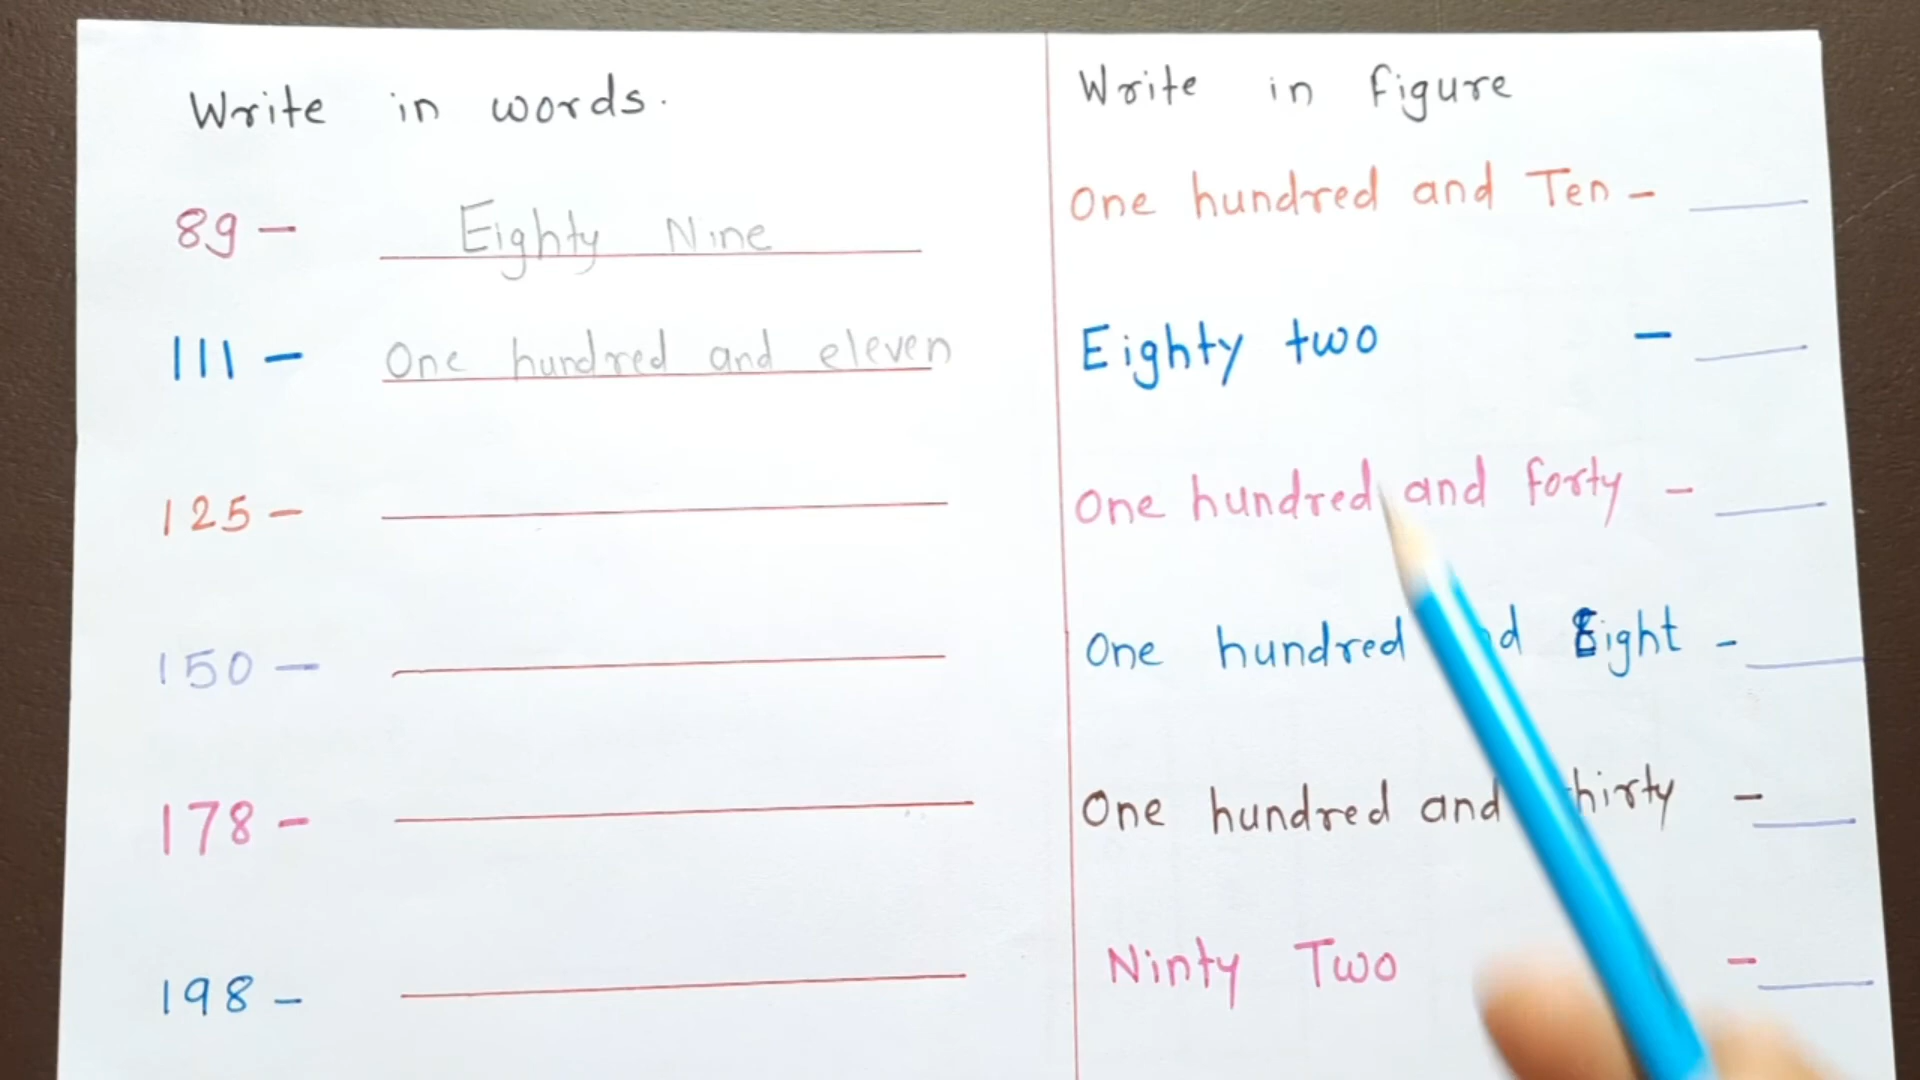 Write in words.
89 - Eighty Nine
111 - One hundred and eleven
125 -
150 -
178 -
198 -
Write in figure
One hundred and Ten -
Eighty two -
One hundred and forty -
One hundred Eight -
One hundred and -
Ninty Two -